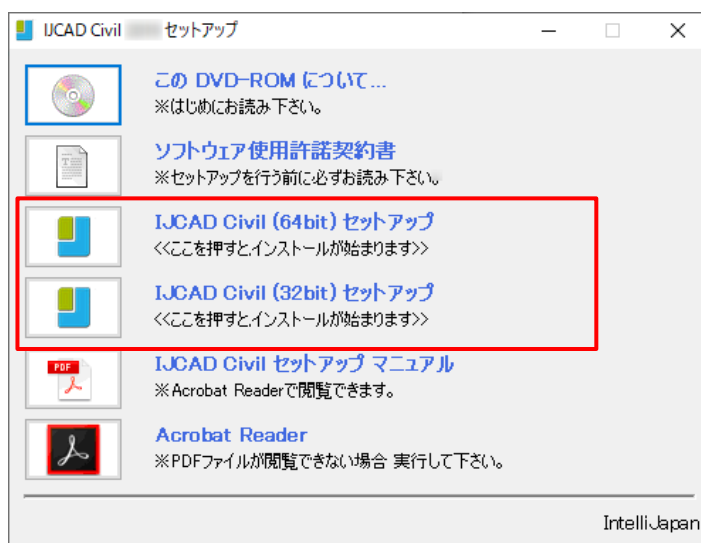 IJCAD Civil セットアップ
この DVD-ROM について...
※はじめにお読み下さい。
ソフトウェア使用許諾契約書
※セットアップを行う前に必ずお読み下さい。
IJCAD Civil (64bit) セットアップ
<<ここを押すとインストールが始まります>>
IJCAD Civil (32bit) セットアップ
<<ここを押すとインストールが始まります>>
PDF
IJCAD Civil セットアップ マニュアル
※Acrobat Readerで閲覧できます。
Acrobat Reader
※PDFファイルが閲覧できない場合 実行して下さい。
IntelliJapan